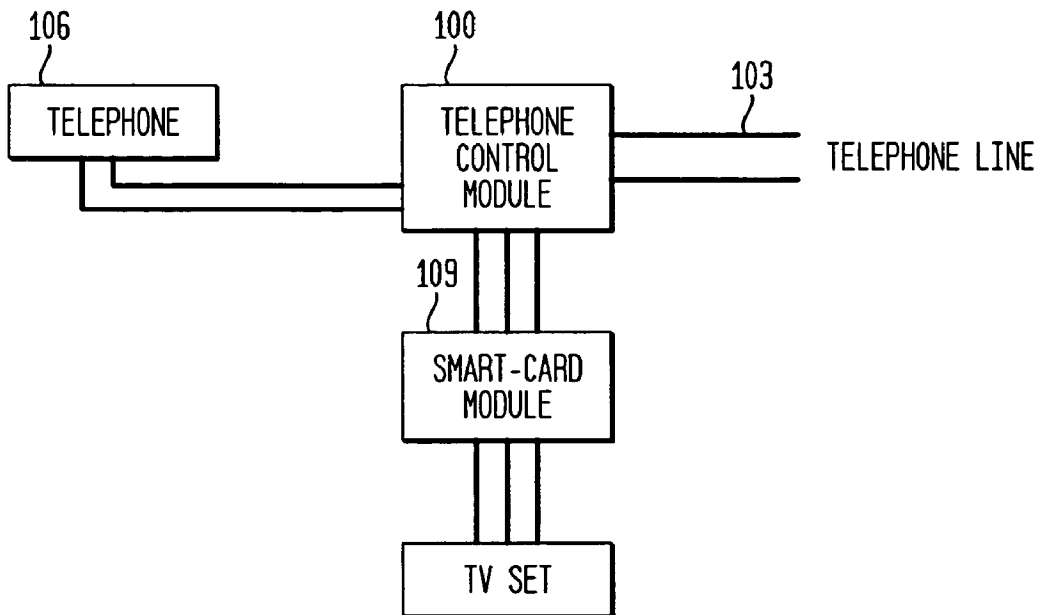 106
100
103
TELEPHONE
TELEPHONE
CONTROL
MODULE
TELEPHONE LINE
109
SMART-CARD
MODULE
TV SET